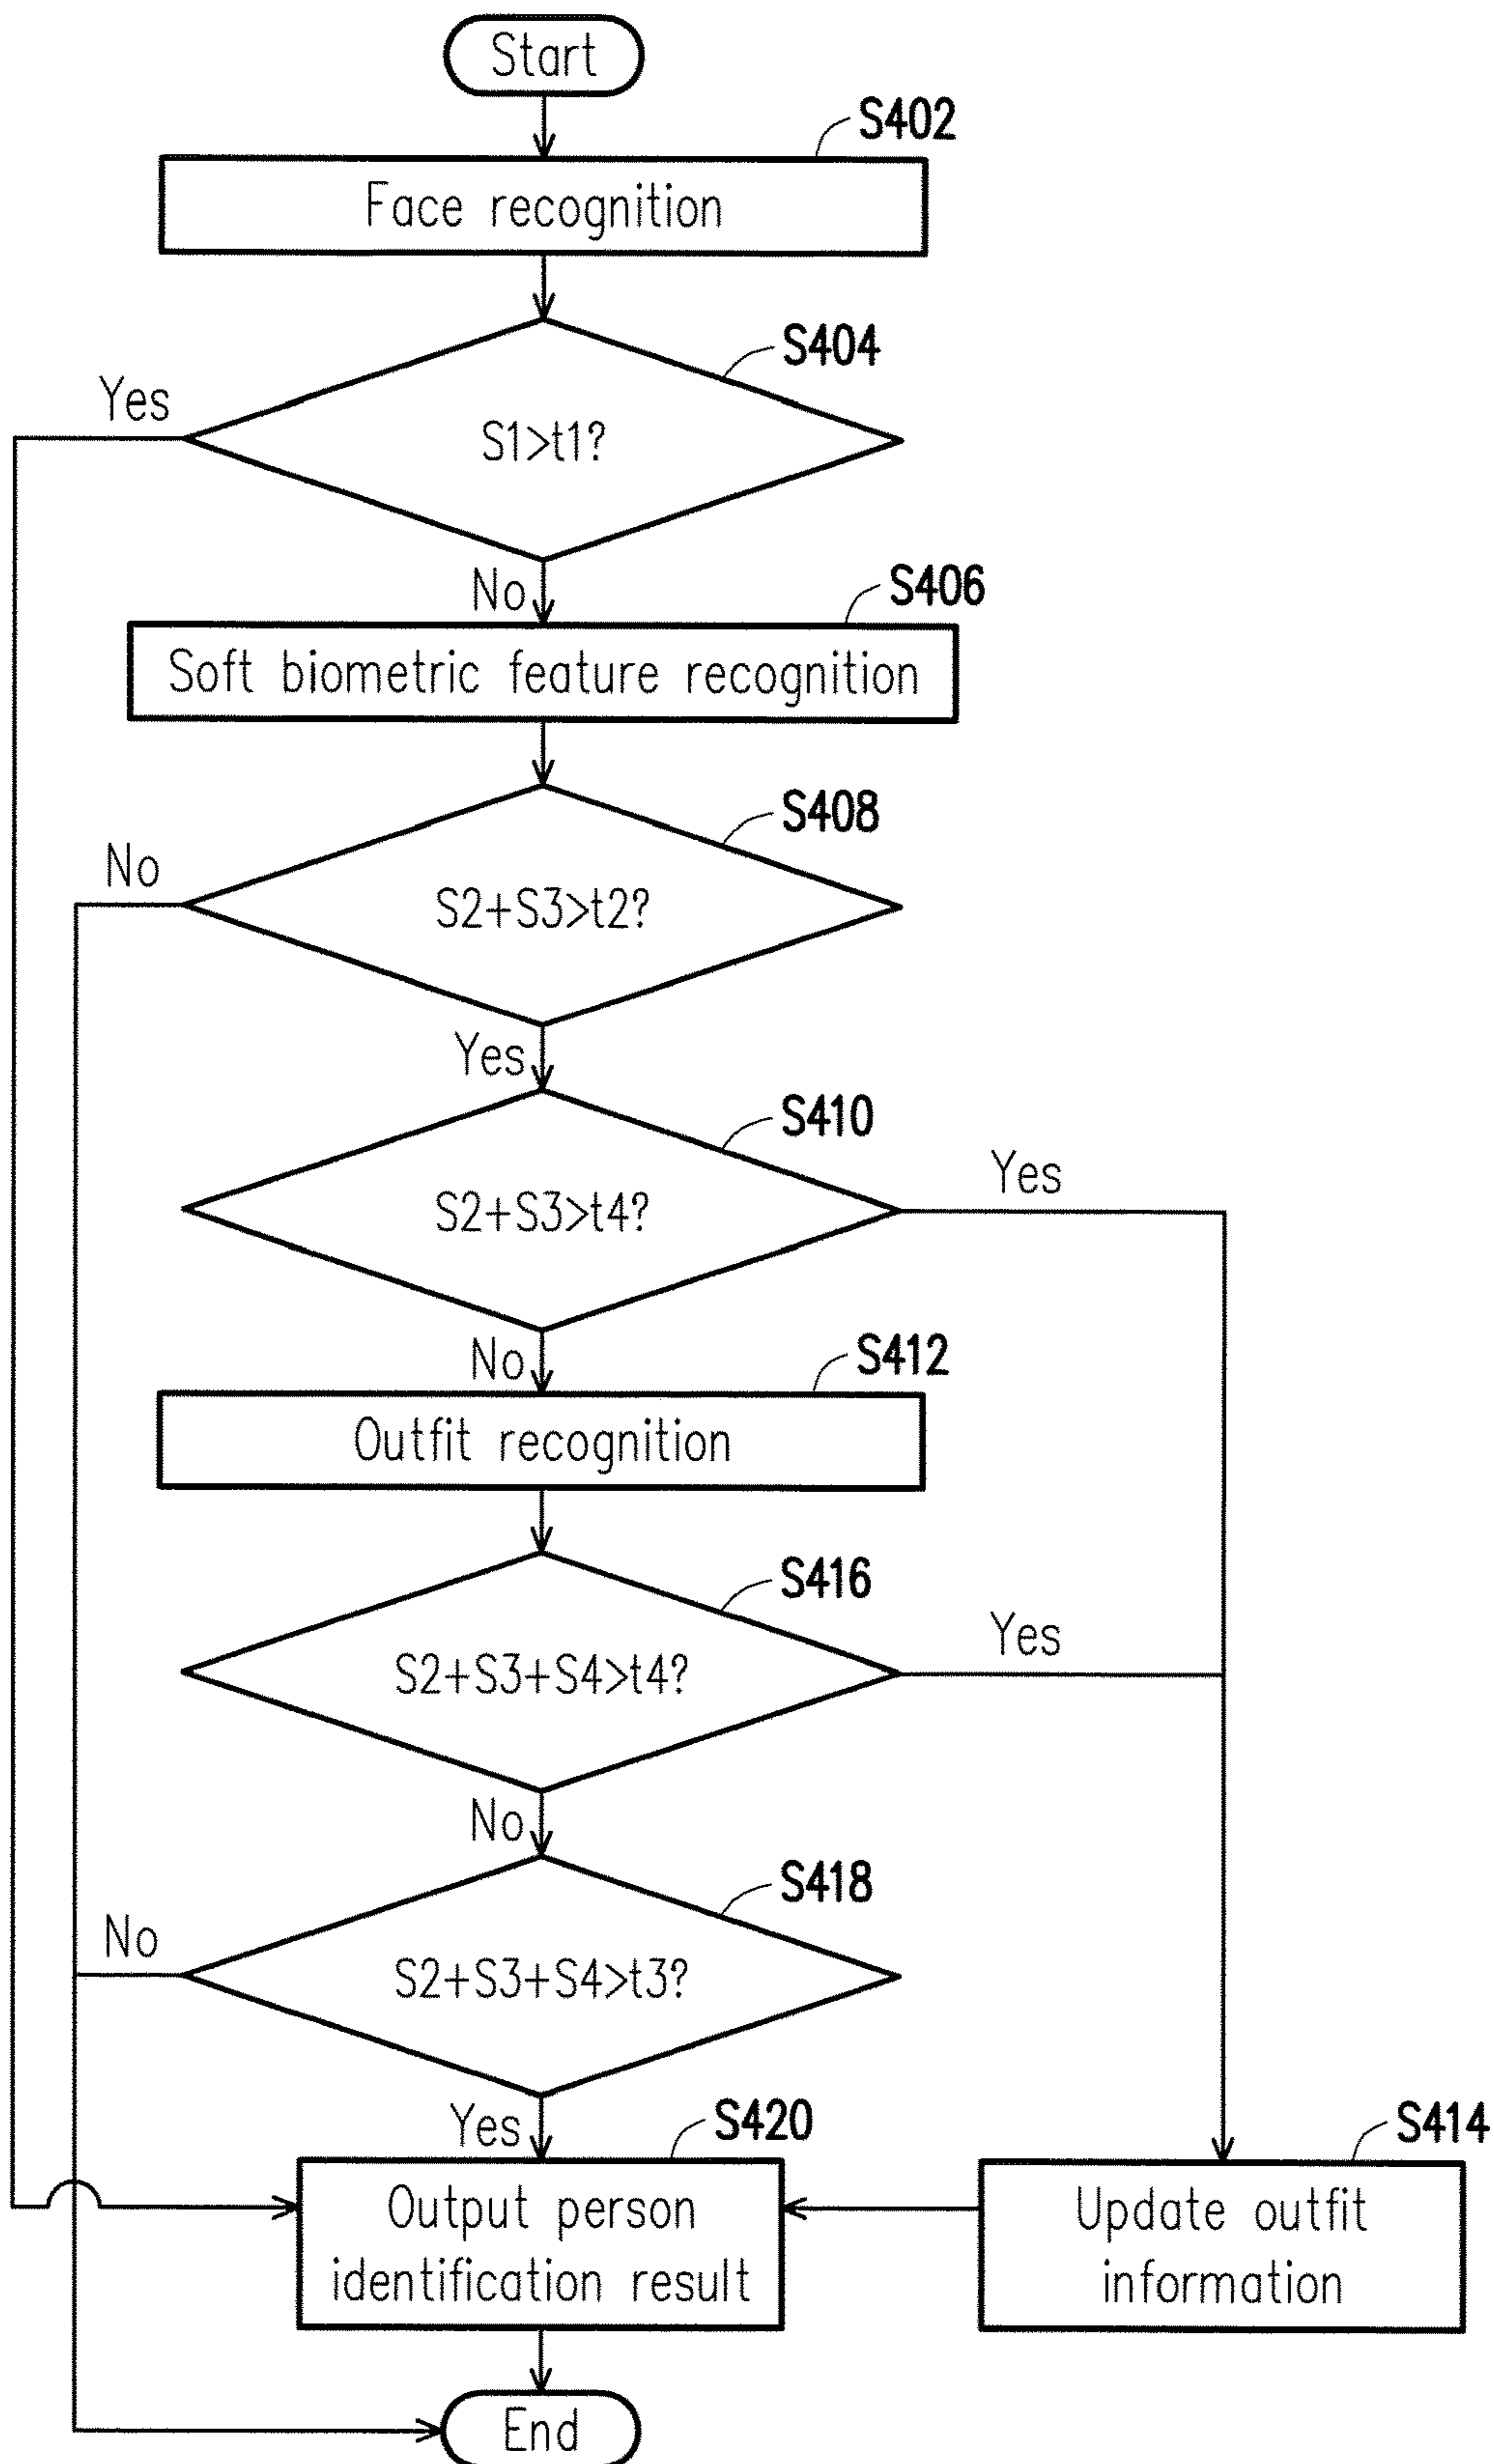 Start
S402
Face recognition
S404
Yes
S1>t1?
No
S406
Soft biometric feature recognition
S408
No
S2+S3>t2?
Yes
S410
Yes
S2+S3>t4?
No
S412
Outfit recognition
S416
Yes
S2+S3+S4>t4?
No
S418
No
S2+S3+S4>t3?
Yes
S420
S414
Output person
identification result
Update outfit
information
End